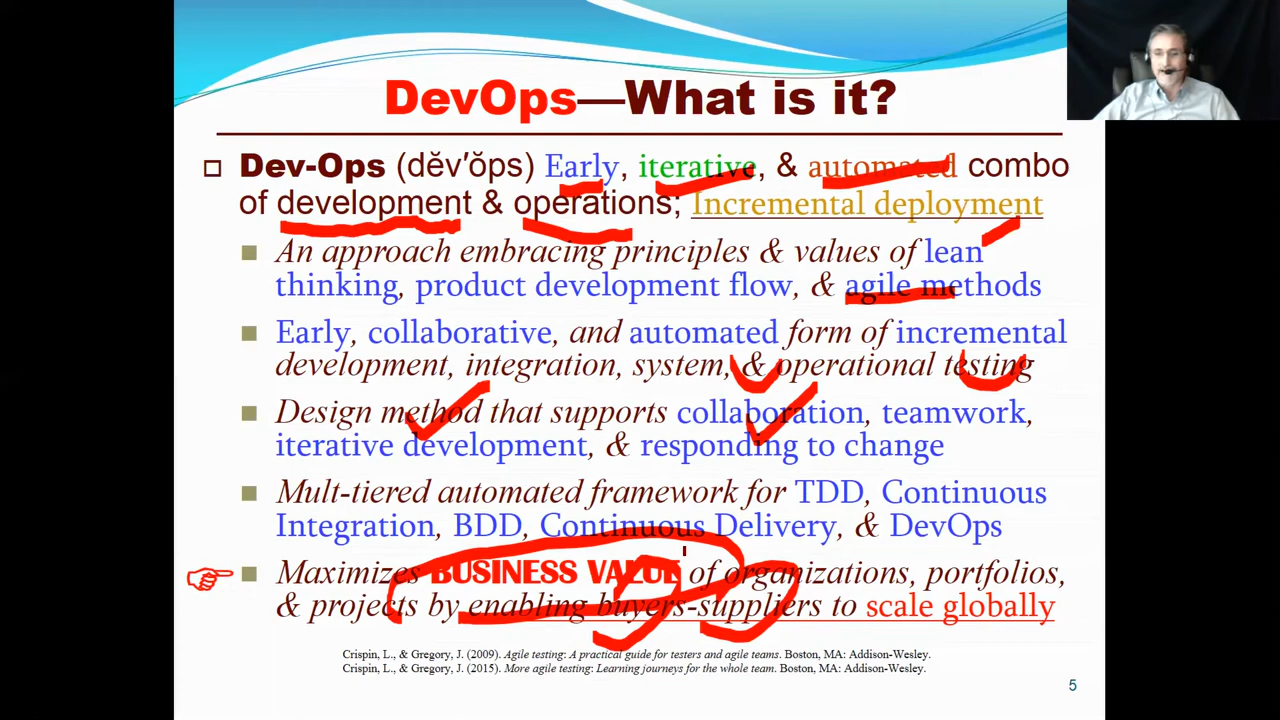 DevOps—What is it?
Dev-Ops (dĕv′ŏps) Early, iterative, & automated combo
of development & operations; Incremental deployment
An approach embracing principles & values of lean
thinking, product development flow, & agile methods
Early, collaborative, and automated form of incremental
development, integration, system, & operational testing
Design method that supports collaboration, teamwork,
iterative development, & responding to change
Mult-tiered automated framework for TDD, Continuous
Integration, BDD, Continuous Delivery, & DevOps
Maximizes BUSINESS VALUE of organizations, portfolios,
& projects by enabling buyers-suppliers to scale globally
Crispin, L., & Gregory, J. (2009). Agile testing: A practical guide for testers and agile teams. Boston, MA: Addison-Wesley.
Crispin, L., & Gregory, J. (2015). More agile testing: Learning journeys for the whole team. Boston, MA: Addison-Wesley.
5